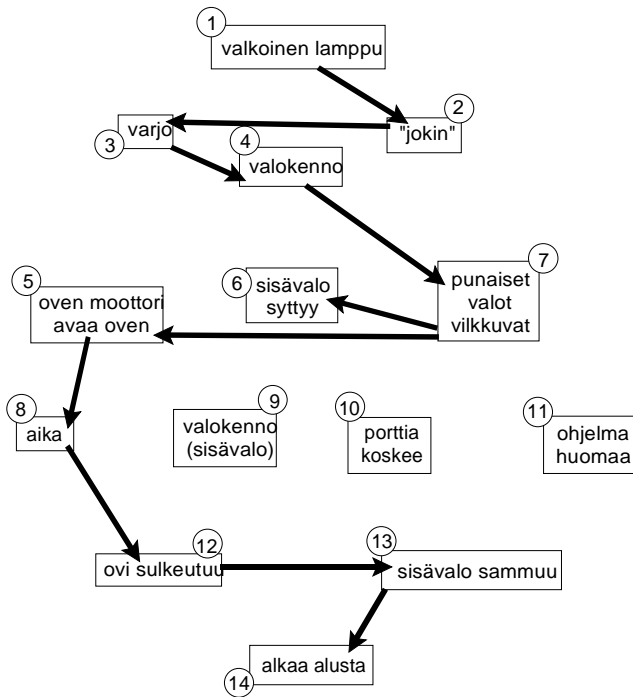 1
valkoinen lamppu
2
"jokin"
varjo
3
4
valokenno
5
oven moottori
avaa oven
6
sisävalo
syttyy
7
punaiset
valot
vilkkuvat
8
aika
9
valokenno
(sisävalo)
10
porttia
koskee
11
ohjelma
huomaa
12
ovi sulkeutuu
13
sisävalo sammuu
alkaa alusta
14